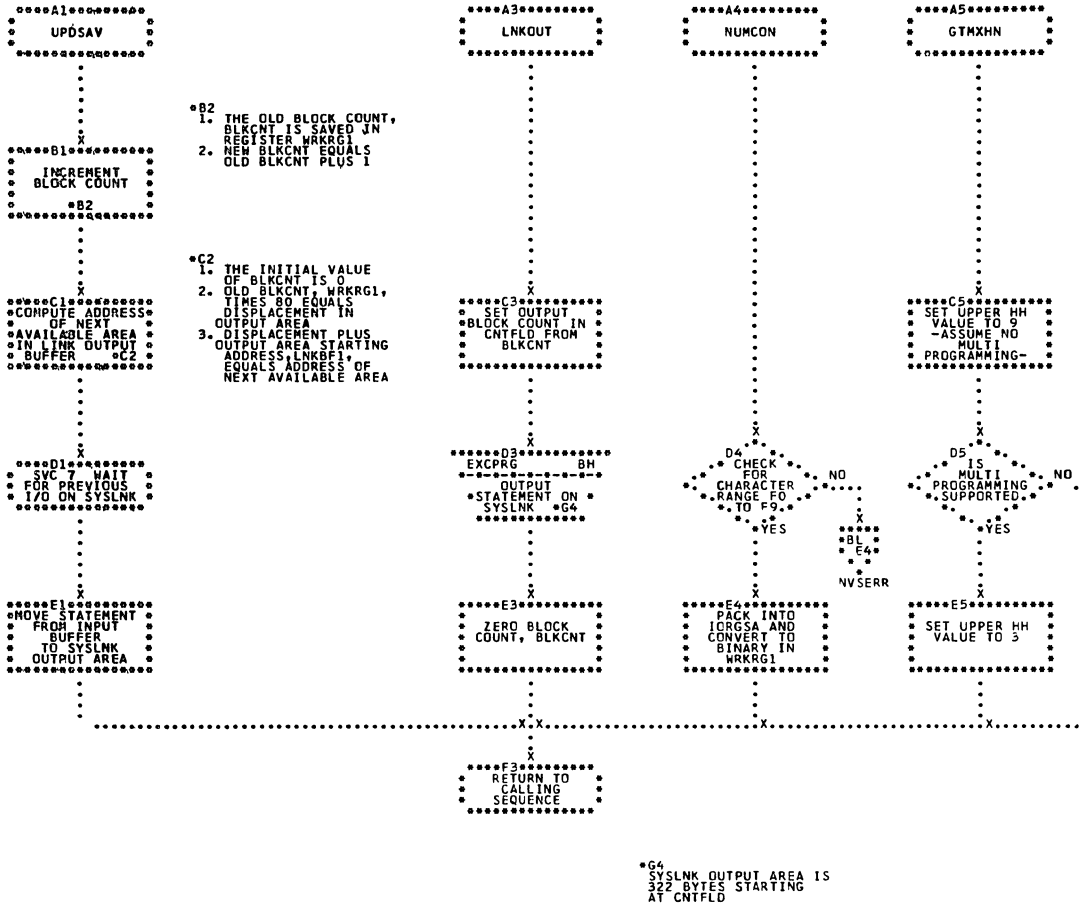 A1
UPDSAV
A3
LNKOUT
A4
NUMCON
A5
GTMXHN
*B2
1. THE OLD BLOCK COUNT,
BLKCNT IS SAVED IN
REGISTER WRKRG1
2. NEW BLKCNT EQUALS
OLD BLKCNT PLUS 1
B1
INCREMENT
BLOCK COUNT
*B2
*C2
1. THE INITIAL VALUE
OF BLKCNT IS 0
2. OLD BLKCNT, WRKRG1,
TIMES 80 EQUALS
DISPLACEMENT IN
OUTPUT AREA
3. DISPLACEMENT PLUS
OUTPUT AREA STARTING
ADDRESS,LNKBF1,
EQUALS ADDRESS OF
NEXT AVAILABLE AREA
C1
COMPUTE ADDRESS
OF NEXT
AVAILABLE AREA
IN LINK OUTPUT
BUFFER *C2
C3
SET OUTPUT
BLOCK COUNT IN
CNTFLD FROM
BLKCNT
C5
SET UPPER HH
VALUE TO 9
-ASSUME NO
MULTI
PROGRAMMING-
D1
SVC 7 WAIT
FOR PREVIOUS
I/O ON SYSLNK
D3
EXCPRG BH
OUTPUT
STATEMENT ON
SYSLNK *G4
D4
CHECK
FOR
CHARACTER
RANGE F0
TO F9
NO
YES
BL
E4
NVSERR
D5
IS
MULTI
PROGRAMMING
SUPPORTED
NO
YES
E1
MOVE STATEMENT
FROM INPUT
BUFFER
TO SYSLNK
OUTPUT AREA
E3
ZERO BLOCK
COUNT, BLKCNT
E4
PACK INTO
IORGSA AND
CONVERT TO
BINARY IN
WRKRG1
E5
SET UPPER HH
VALUE TO 3
F3
RETURN TO
CALLING
SEQUENCE
*G4
SYSLNK OUTPUT AREA IS
322 BYTES STARTING
AT CNTFLD